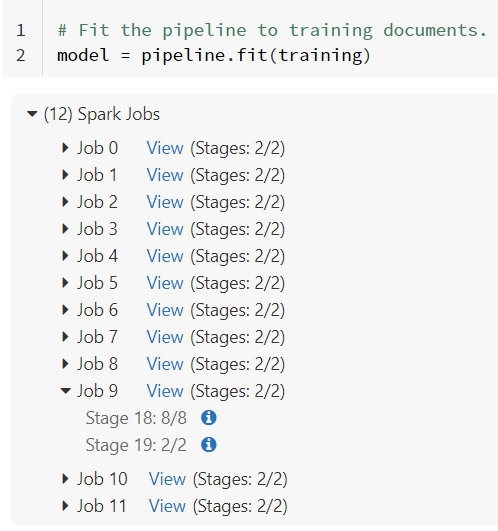 1 # Fit the pipeline to training documents.
2 model = pipeline.fit(training)
(12) Spark Jobs
Job 0 View (Stages: 2/2)
Job 1 View (Stages: 2/2)
Job 2 View (Stages: 2/2)
Job 3 View (Stages: 2/2)
Job 4 View (Stages: 2/2)
Job 5 View (Stages: 2/2)
Job 6 View (Stages: 2/2)
Job 7 View (Stages: 2/2)
Job 8 View (Stages: 2/2)
Job 9 View (Stages: 2/2)
Stage 18: 8/8
Stage 19: 2/2
Job 10 View (Stages: 2/2)
Job 11 View (Stages: 2/2)